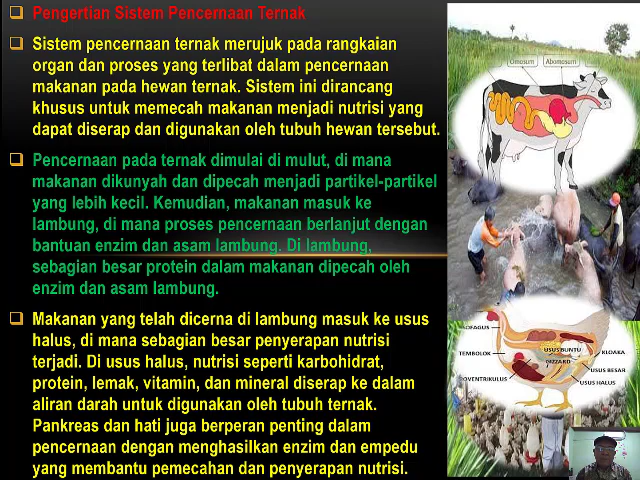 Pengertian Sistem Pencernaan Ternak
Sistem pencernaan ternak merujuk pada rangkaian
organ dan proses yang terlibat dalam pencernaan
makanan pada hewan ternak. Sistem ini dirancang
khusus untuk memecah makanan menjadi nutrisi yang
dapat diserap dan digunakan oleh tubuh hewan tersebut.
Pencernaan pada ternak dimulai di mulut, di mana
makanan dikunyah dan dipecah menjadi partikel-partikel
yang lebih kecil. Kemudian, makanan masuk ke
lambung, di mana proses pencernaan berlanjut dengan
bantuan enzim dan asam lambung. Di lambung,
sebagian besar protein dalam makanan dipecah oleh
enzim dan asam lambung.
Makanan yang telah dicerna di lambung masuk ke usus
halus, di mana sebagian besar penyerapan nutrisi
terjadi. Di usus halus, nutrisi seperti karbohidrat,
protein, lemak, vitamin, dan mineral diserap ke dalam
aliran darah untuk digunakan oleh tubuh ternak.
Pankreas dan hati juga berperan penting dalam
pencernaan dengan menghasilkan enzim dan empedu
yang membantu pemecahan dan penyerapan nutrisi.
Omosum
Abomosum
OFAGUS
TEMBOLOK
USUS BUNTU
GIZZARD
KLOAKA
USUS BESAR
USUS HALUS
OVENTRIKULUS